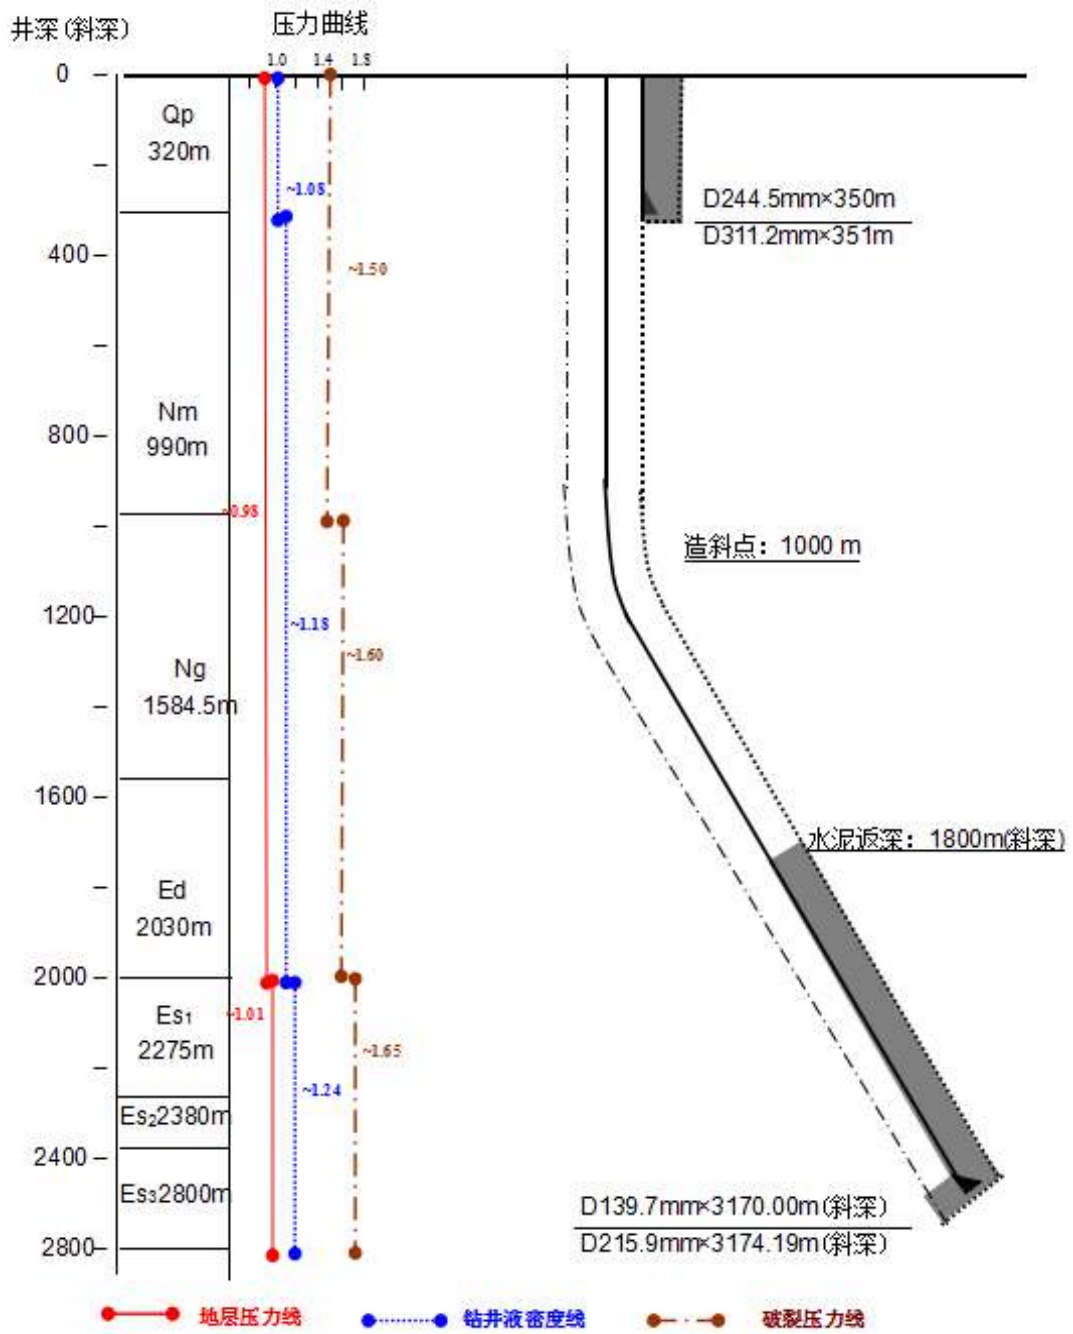 井深(斜深)
压力曲线
1.0 1.4 1.8
0
Qp
320m
~1.08
D244.5mm×350m
D311.2mm×351m
400
~1.50
Nm
990m
800
~0.98
造斜点：1000 m
1200
~1.18
~1.60
Ng
1584.5m
1600
水泥返深：1800m(斜深)
Ed
2030m
2000
Es1
2275m
~1.01
~1.65
~1.24
Es22380m
2400
Es32800m
D139.7mm×3170.00m(斜深)
D215.9mm×3174.19m(斜深)
2800
地层压力线
钻井液密度线
破裂压力线